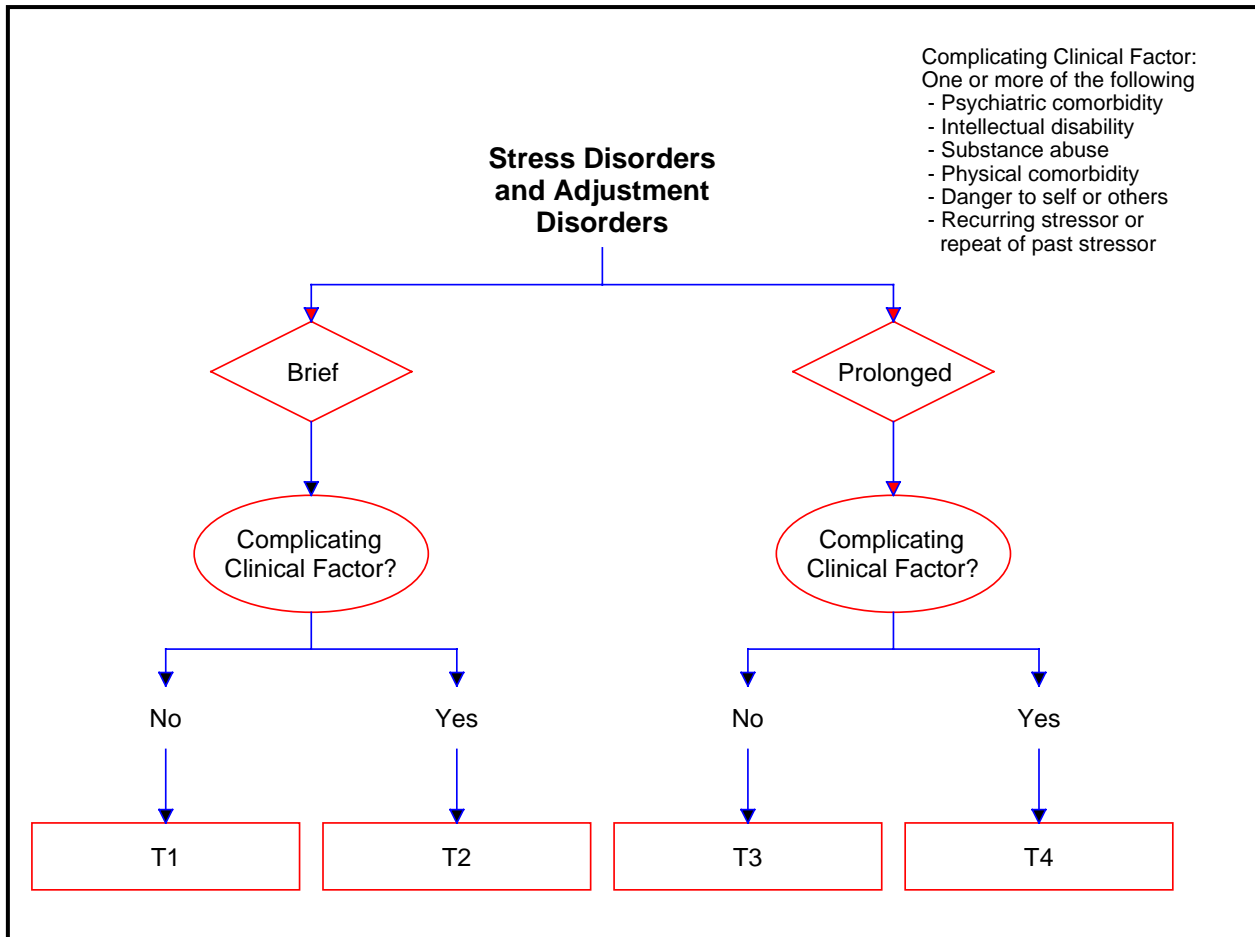 Complicating Clinical Factor:
One or more of the following
- Psychiatric comorbidity
- Intellectual disability
- Substance abuse
- Physical comorbidity
- Danger to self or others
- Recurring stressor or
repeat of past stressor
Stress Disorders
and Adjustment
Disorders
Brief
Prolonged
Complicating
Clinical Factor?
Complicating
Clinical Factor?
No
Yes
No
Yes
T1
T2
T3
T4